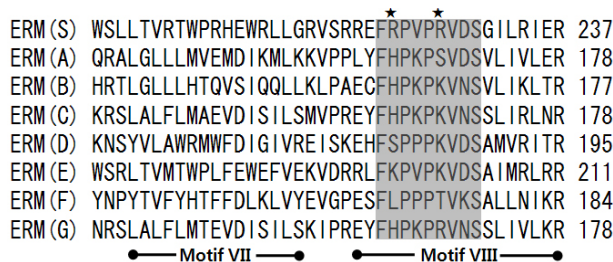 ★ ★
ERM(S) WSLLTVRTWPRHEWRLLGRVSRREFRPVPRVDSGILRIER 237
ERM(A) QRALGLLLMVEMDIKMLKKVPPLYFHPKPSVDSVLIVLER 178
ERM(B) HRTLGLLLHTQVSIQQLLKLPAECFHPKPKVNSVLIKLTR 177
ERM(C) KRSLALFLMAEVDISILSMVPREYFHPKPKVNSSLIRLNR 178
ERM(D) KNSYVLAWRMWFDIGIVREISKEHFSPPPKVDSAMVRITR 195
ERM(E) WSRLTVMTWPLFEWEFVEKVDRRLFKPVPKVDSAIMRLRR 211
ERM(F) YNPYTVFYHTFFDLKLVYEVGPESFLPPPTVKSALLNIKR 184
ERM(G) NRSLALFLMTEVDISILSKIPREYFHPKPRVNSSLIVLKR 178
Motif VII Motif VIII